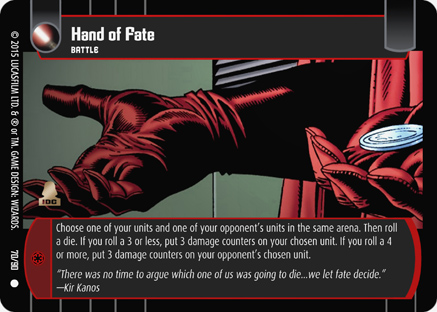 Hand of Fate
BATTLE
© 2015 LUCASFILM LTD. & ® or TM. GAME DESIGN: WIZARDS.
70/90
IDC
Choose one of your units and one of your opponent's units in the same arena. Then roll
a die. If you roll a 3 or less, put 3 damage counters on your chosen unit. If you roll a 4
or more, put 3 damage counters on your opponent's chosen unit.
"There was no time to argue which one of us was going to die...we let fate decide."
—Kir Kanos